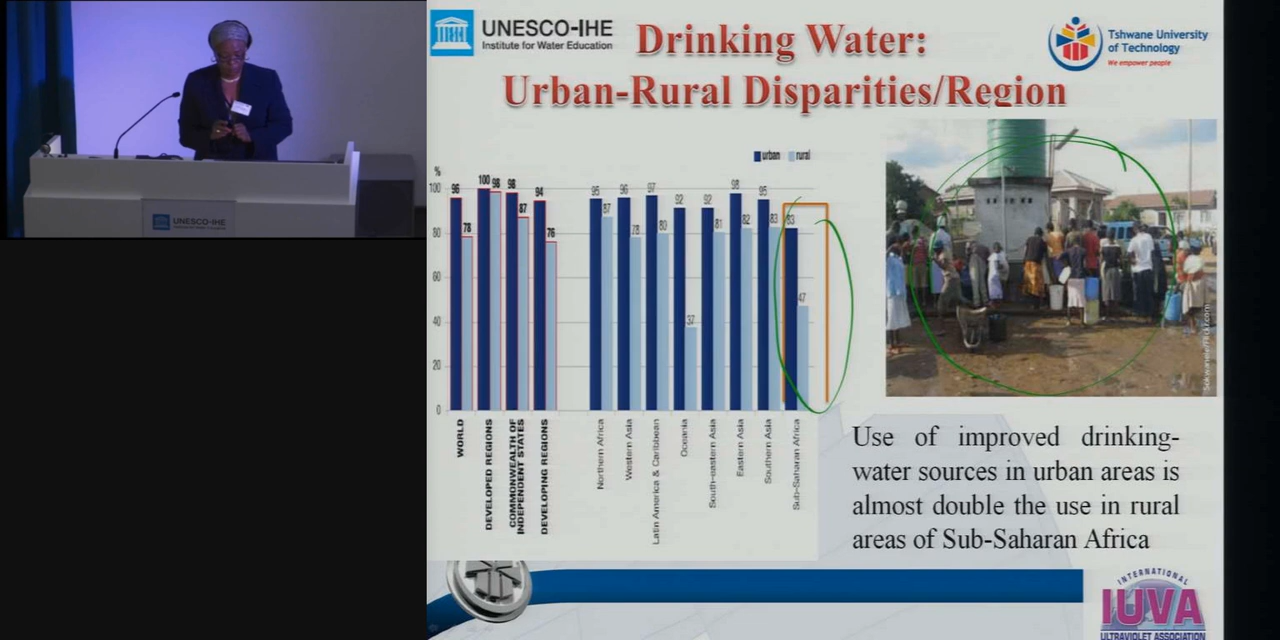 UNESCO-IHE
Institute for Water Education
Drinking Water:
Urban-Rural Disparities/Region
Tshwane University
of Technology
We empower people
urban rural
%
100
80
60
40
20
0
96 78
100 98
98 87
94 76
95 87
96 78
97 80
92 37
92 81
98 82
95 83
83 47
WORLD
DEVELOPED REGIONS
COMMONWEALTH OF
INDEPENDENT STATES
DEVELOPING REGIONS
Northern Africa
Western Asia
Latin America & Caribbean
Oceania
South-eastern Asia
Eastern Asia
Southern Asia
Sub-Saharan Africa
Sokwanele/flickr.com
Use of improved drinking-
water sources in urban areas is
almost double the use in rural
areas of Sub-Saharan Africa
INTERNATIONAL
IUVA
ULTRAVIOLET ASSOCIATION
UNESCO-IHE